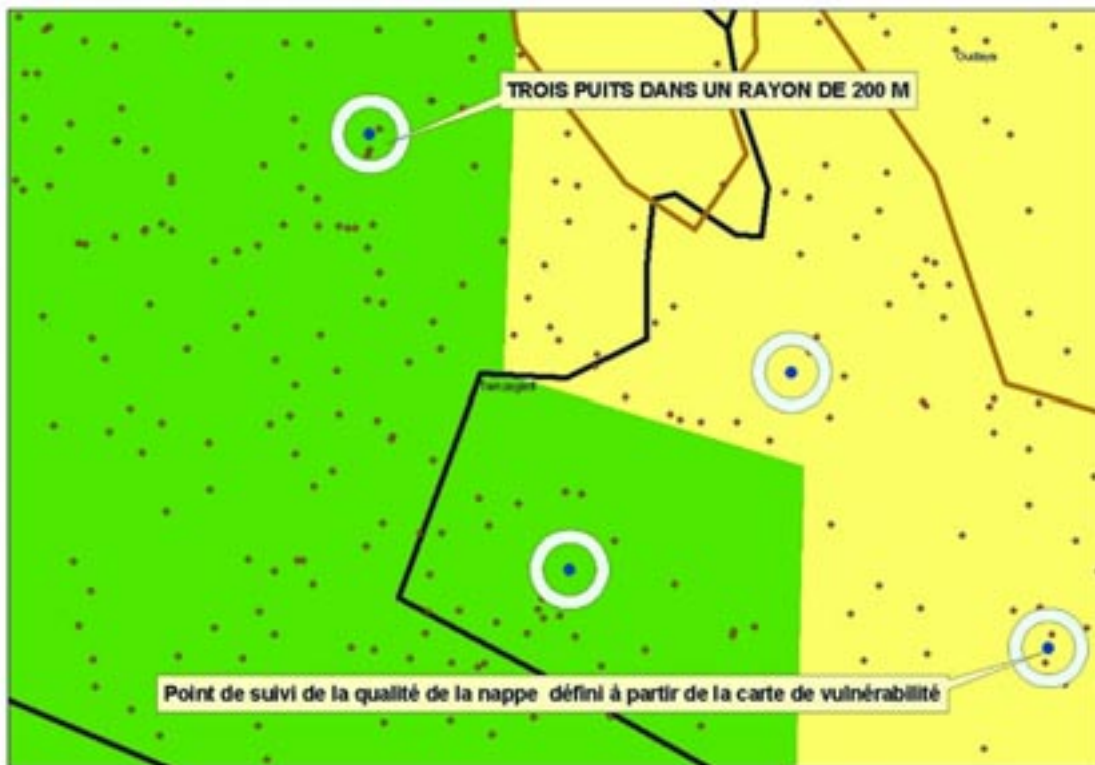 Oudaya
TROIS PUITS DANS UN RAYON DE 200 M
Point de suivi de la qualité de la nappe défini à partir de la carte de vulnérabilité